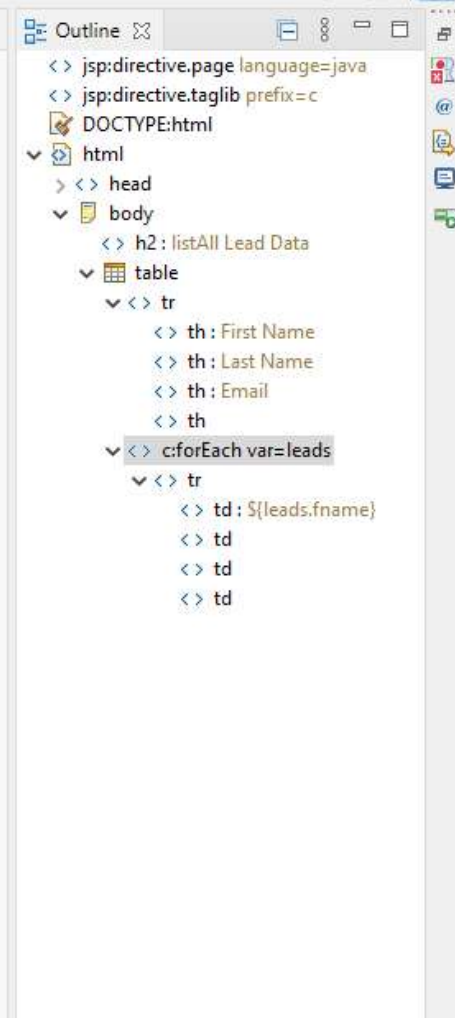 Outline
jsp:directive.page language=java
jsp:directive.taglib prefix=c
DOCTYPE:html
html
head
body
h2 : listAll Lead Data
table
tr
th : First Name
th : Last Name
th : Email
th
c:forEach var=leads
tr
td : ${leads.fname}
td
td
td